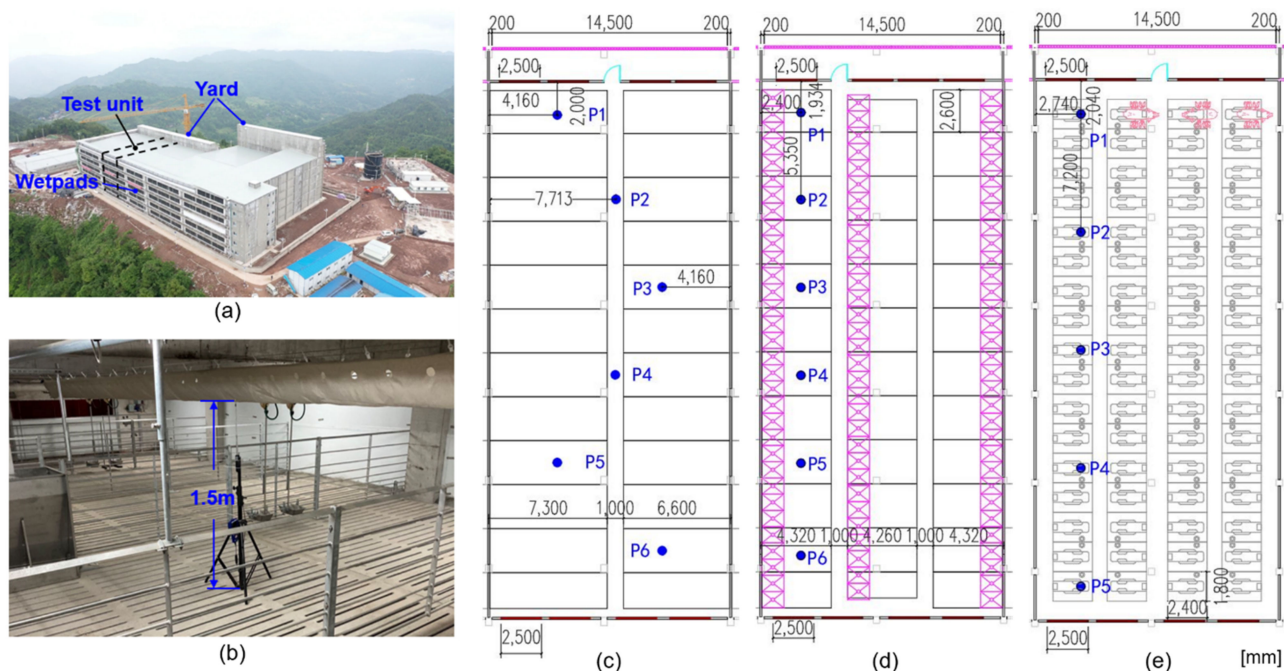 Yard
Test unit
Wetpads
(a)
1.5m
(b)
200 14,500 200
2,500
4,160
2,000
P1
7,713
P2
P3
4,160
P4
P5
7,300 1,000 6,600
P6
2,500
(c)
200 14,500 200
2,500
2,400
1,934
2,600
P1
5,350
P2
P3
P4
P5
4,320 1,000 4,260 1,000 4,320
P6
2,500
(d)
200 14,500 200
2,500
2,740
2,040
P1
7,200
P2
P3
P4
P5
1,800
2,400
2,500
(e)
[mm]